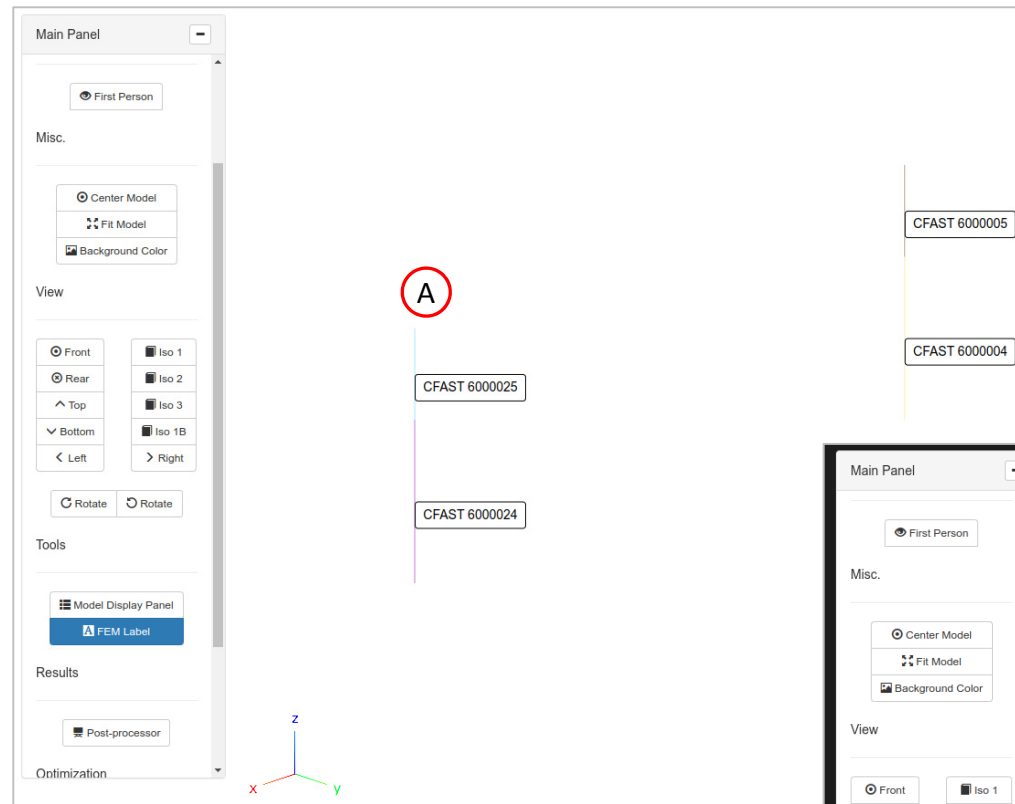 Main Panel
First Person
Misc.
Center Model
Fit Model
Background Color
View
Front
Iso 1
Rear
Iso 2
Top
Iso 3
Bottom
Iso 1B
Left
Right
Rotate
Rotate
Tools
Model Display Panel
A FEM Label
Results
Post-processor
Optimization
A
CFAST 6000025
CFAST 6000024
z
x
y
CFAST 6000005
CFAST 6000004
Main Panel
First Person
Misc.
Center Model
Fit Model
Background Color
View
Front
Iso 1